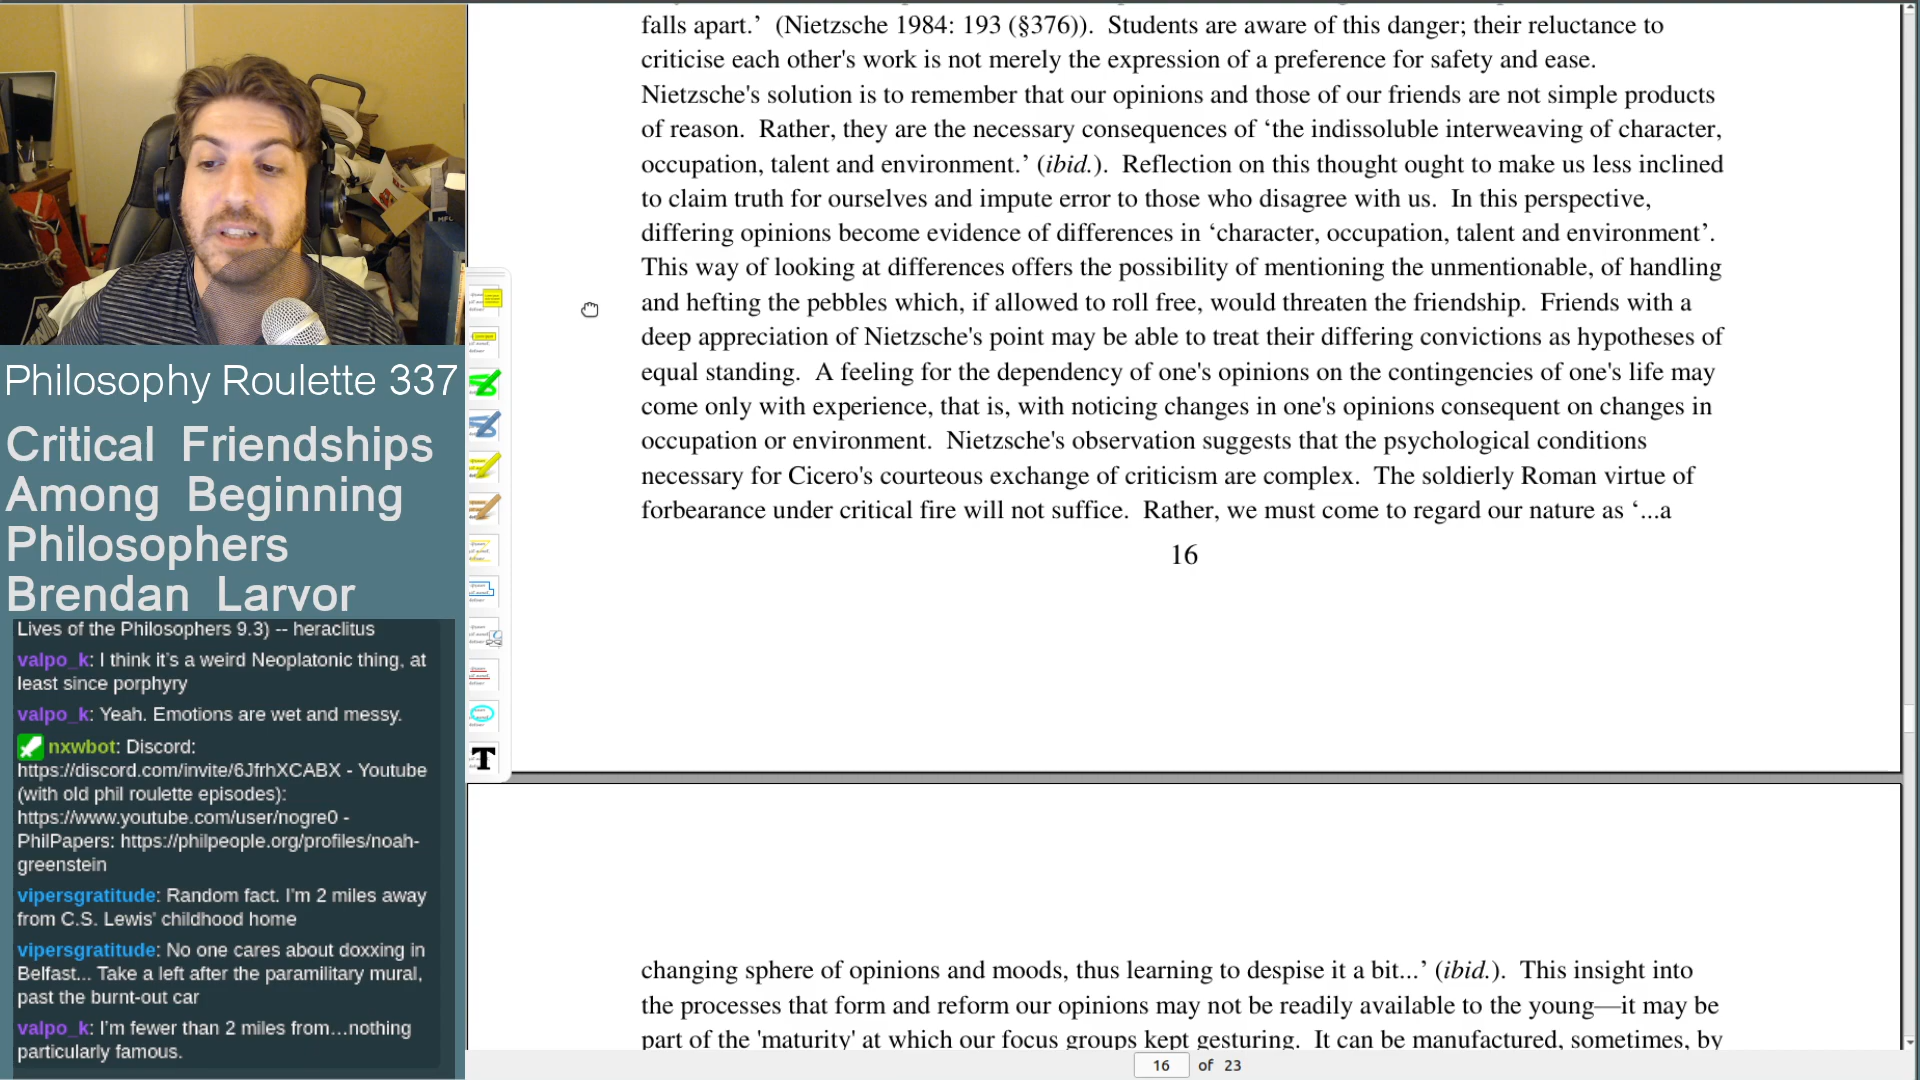 falls apart.’ (Nietzsche 1984: 193 (§376)). Students are aware of this danger; their reluctance to
criticise each other's work is not merely the expression of a preference for safety and ease.
Nietzsche's solution is to remember that our opinions and those of our friends are not simple products
of reason. Rather, they are the necessary consequences of ‘the indissoluble interweaving of character,
occupation, talent and environment.’ (ibid.). Reflection on this thought ought to make us less inclined
to claim truth for ourselves and impute error to those who disagree with us. In this perspective,
differing opinions become evidence of differences in ‘character, occupation, talent and environment’.
This way of looking at differences offers the possibility of mentioning the unmentionable, of handling
and hefting the pebbles which, if allowed to roll free, would threaten the friendship. Friends with a
deep appreciation of Nietzsche's point may be able to treat their differing convictions as hypotheses of
equal standing. A feeling for the dependency of one's opinions on the contingencies of one's life may
come only with experience, that is, with noticing changes in one's opinions consequent on changes in
occupation or environment. Nietzsche's observation suggests that the psychological conditions
necessary for Cicero's courteous exchange of criticism are complex. The soldierly Roman virtue of
forbearance under critical fire will not suffice. Rather, we must come to regard our nature as ‘...a
16
changing sphere of opinions and moods, thus learning to despise it a bit...’ (ibid.). This insight into
the processes that form and reform our opinions may not be readily available to the young—it may be
part of the 'maturity' at which our focus groups kept gesturing. It can be manufactured, sometimes, by
16 of 23
Philosophy Roulette 337
Critical Friendships
Among Beginning
Philosophers
Brendan Larvor
Lives of the Philosophers 9.3) -- heraclitus
valpo_k: I think it's a weird Neoplatonic thing, at
least since porphyry
valpo_k: Yeah. Emotions are wet and messy.
nxwbot: Discord:
https://discord.com/invite/6JfrhXCABX - Youtube
(with old phil roulette episodes):
https://www.youtube.com/user/nogre0 -
PhilPapers: https://philpeople.org/profiles/noah-
greenstein
vipersgratitude: Random fact. I'm 2 miles away
from C.S. Lewis' childhood home
vipersgratitude: No one cares about doxxing in
Belfast... Take a left after the paramilitary mural,
past the burnt-out car
valpo_k: I'm fewer than 2 miles from…nothing
particularly famous.
T